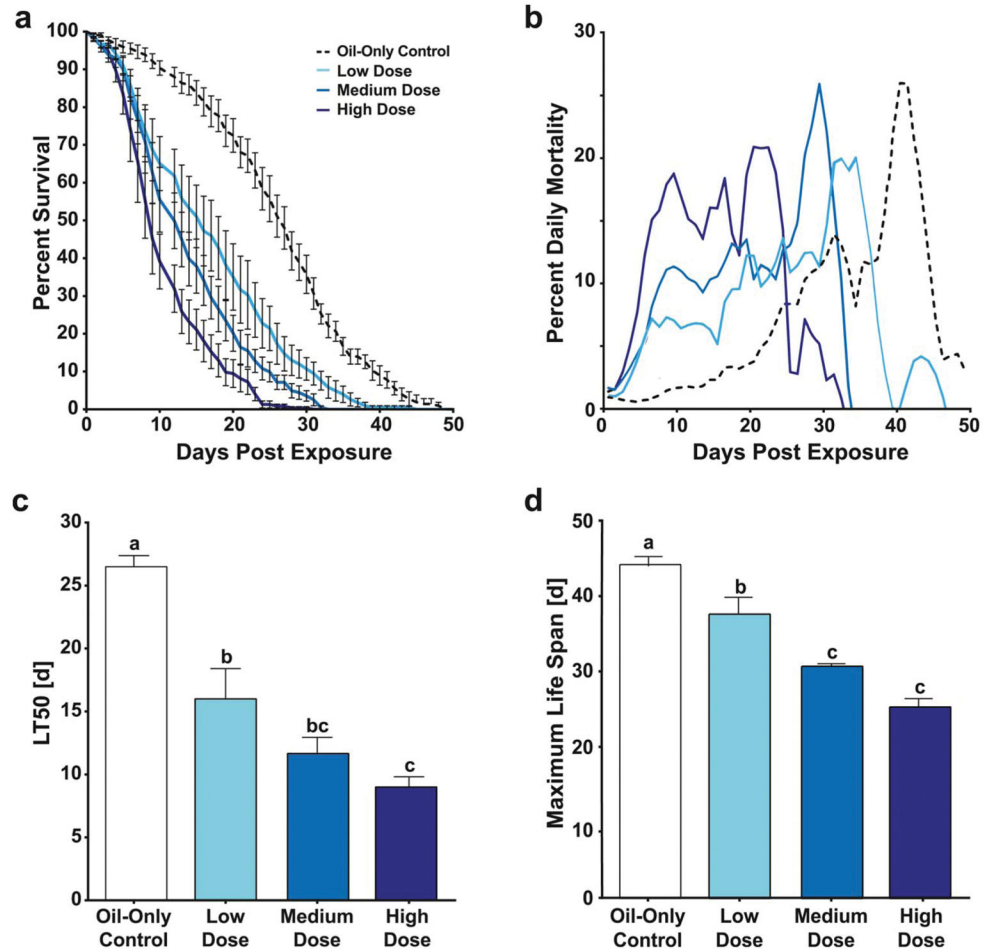 a
Percent Survival
100
90
80
70
60
50
40
30
20
10
0
0 10 20 30 40 50
Days Post Exposure
Oil-Only Control
Low Dose
Medium Dose
High Dose
b
Percent Daily Mortality
30
20
10
0
0 10 20 30 40 50
Days Post Exposure
c
LT50 [d]
30
25
20
15
10
5
0
a
b
bc
c
Oil-Only Low Medium High
Control Dose Dose Dose
d
Maximum Life Span [d]
50
40
30
20
10
0
a
b
c
c
Oil-Only Low Medium High
Control Dose Dose Dose